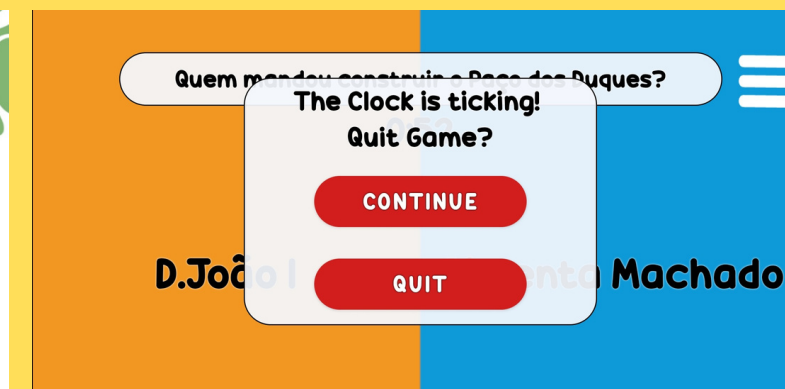 Quem mandou construir o Paço dos Duques?
The Clock is ticking!
Quit Game?
CONTINUE
D.João I Machado
QUIT